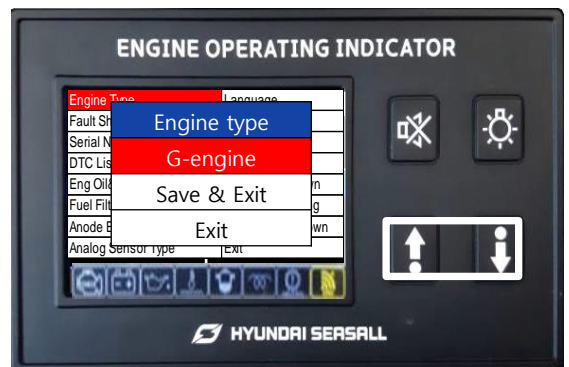 ENGINE OPERATING INDICATOR
Engine Type Language
Fault Sh
Engine type
Serial N
G-engine
DTC Lis
Eng Oil&
Save & Exit
Fuel Filt g
Anode E wn
Exit
Analog Sensor Type Exit
HYUNDAI SEASALL